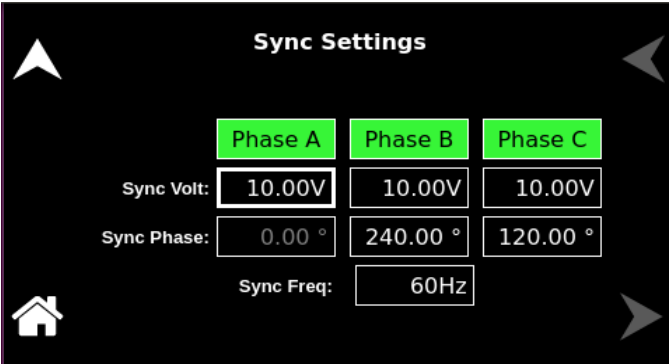 Sync Settings
Phase A Phase B Phase C
Sync Volt: 10.00V 10.00V 10.00V
Sync Phase: 0.00 ° 240.00 ° 120.00 °
Sync Freq: 60Hz